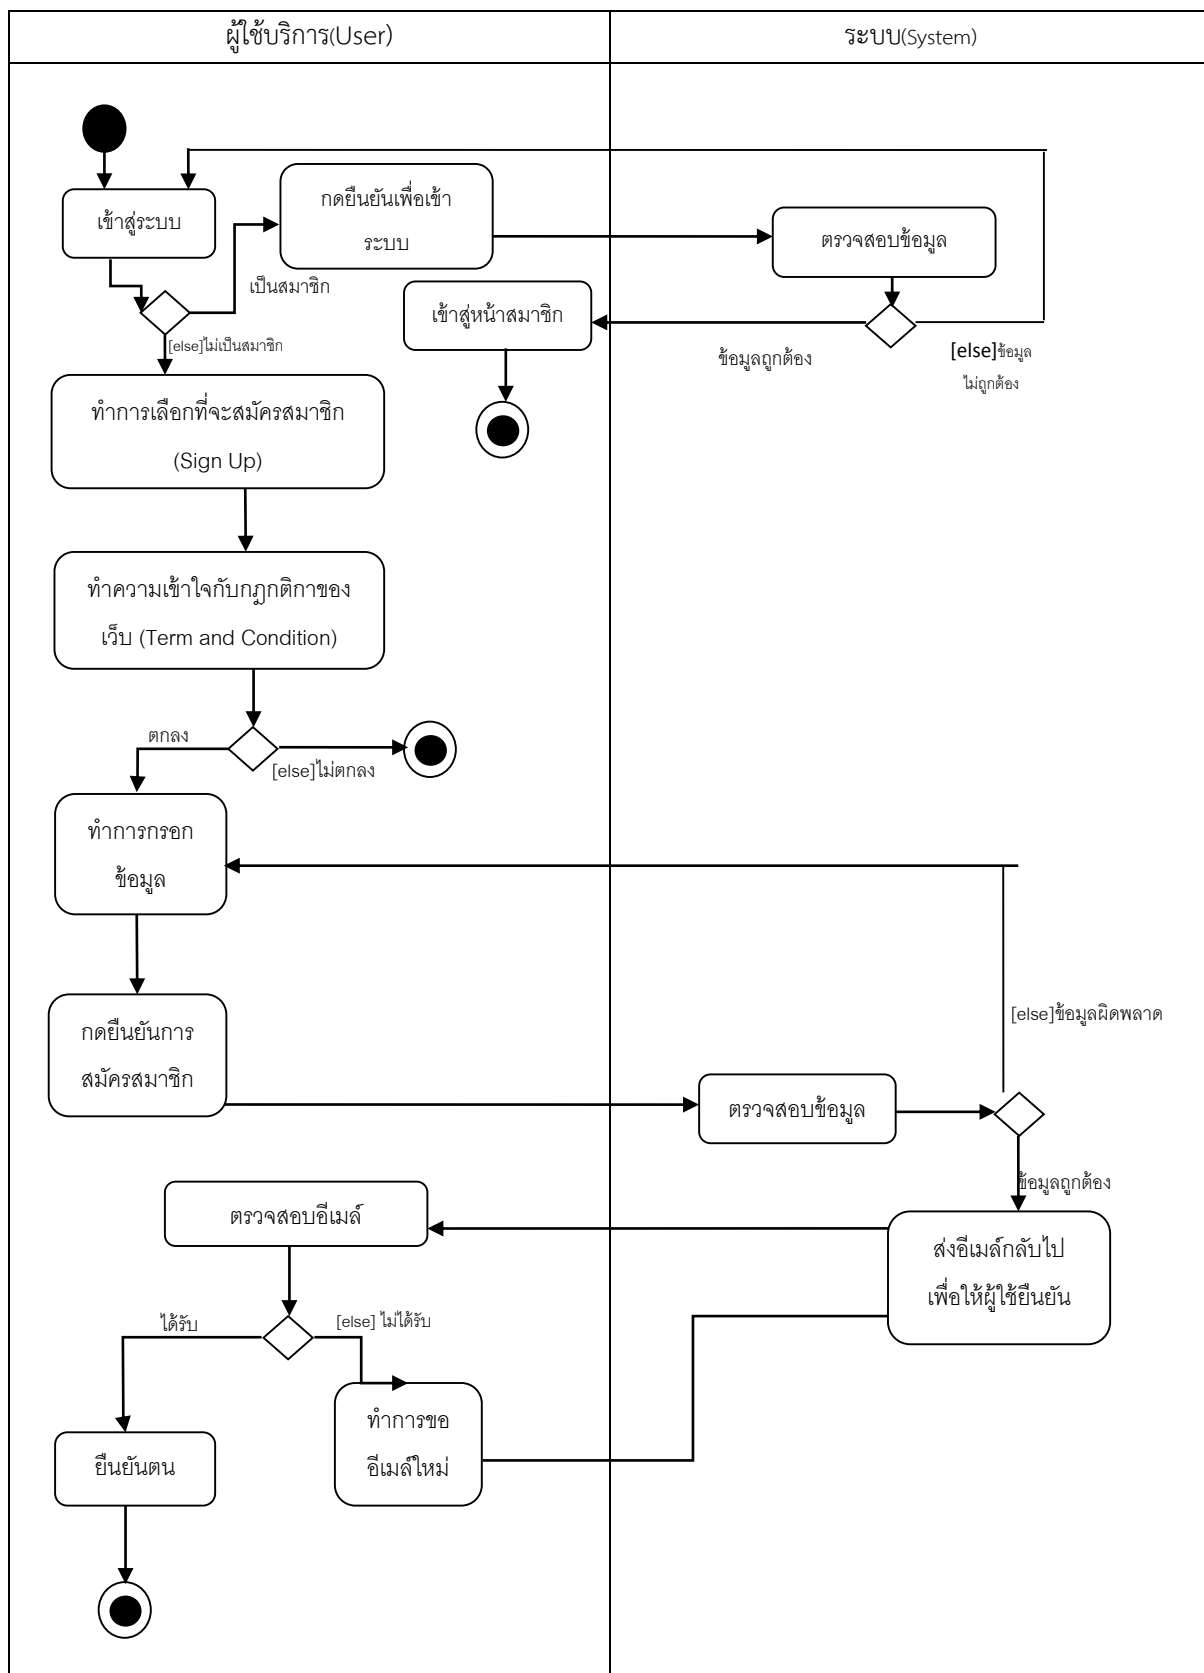 ผู้ใช้บริการ(User)
ระบบ(System)
เข้าสู่ระบบ
กดยืนยันเพื่อเข้า
ระบบ
ตรวจสอบข้อมูล
เป็นสมาชิก
เข้าสู่หน้าสมาชิก
[else]ไม่เป็นสมาชิก
ข้อมูลถูกต้อง
[else]ข้อมูล
ไม่ถูกต้อง
ทำการเลือกที่จะสมัครสมาชิก
(Sign Up)
ทำความเข้าใจกับกฎกติกาของ
เว็บ (Term and Condition)
ตกลง
[else]ไม่ตกลง
ทำการกรอก
ข้อมูล
[else]ข้อมูลผิดพลาด
กดยืนยันการ
สมัครสมาชิก
ตรวจสอบข้อมูล
ข้อมูลถูกต้อง
ตรวจสอบอีเมล์
ส่งอีเมล์กลับไป
เพื่อให้ผู้ใช้ยืนยัน
ได้รับ
[else] ไม่ได้รับ
ทำการขอ
อีเมล์ใหม่
ยืนยันตน